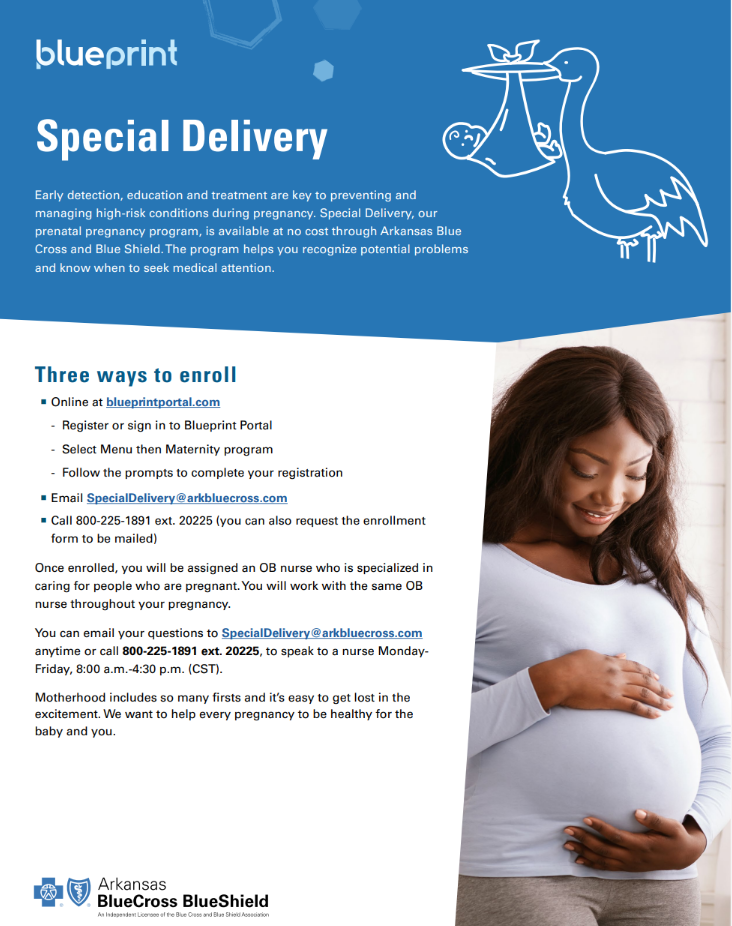 blueprint
Special Delivery
Early detection, education and treatment are key to preventing and
managing high-risk conditions during pregnancy. Special Delivery, our
prenatal pregnancy program, is available at no cost through Arkansas Blue
Cross and Blue Shield. The program helps you recognize potential problems
and know when to seek medical attention.
Three ways to enroll
■ Online at blueprintportal.com
- Register or sign in to Blueprint Portal
- Select Menu then Maternity program
- Follow the prompts to complete your registration
■ Email SpecialDelivery@arkbluecross.com
■ Call 800-225-1891 ext. 20225 (you can also request the enrollment
form to be mailed)
Once enrolled, you will be assigned an OB nurse who is specialized in
caring for people who are pregnant. You will work with the same OB
nurse throughout your pregnancy.
You can email your questions to SpecialDelivery@arkbluecross.com
anytime or call 800-225-1891 ext. 20225, to speak to a nurse Monday-
Friday, 8:00 a.m.-4:30 p.m. (CST).
Motherhood includes so many firsts and it's easy to get lost in the
excitement. We want to help every pregnancy to be healthy for the
baby and you.
Arkansas
BlueCross BlueShield
An Independent Licensee of the Blue Cross and Blue Shield Association